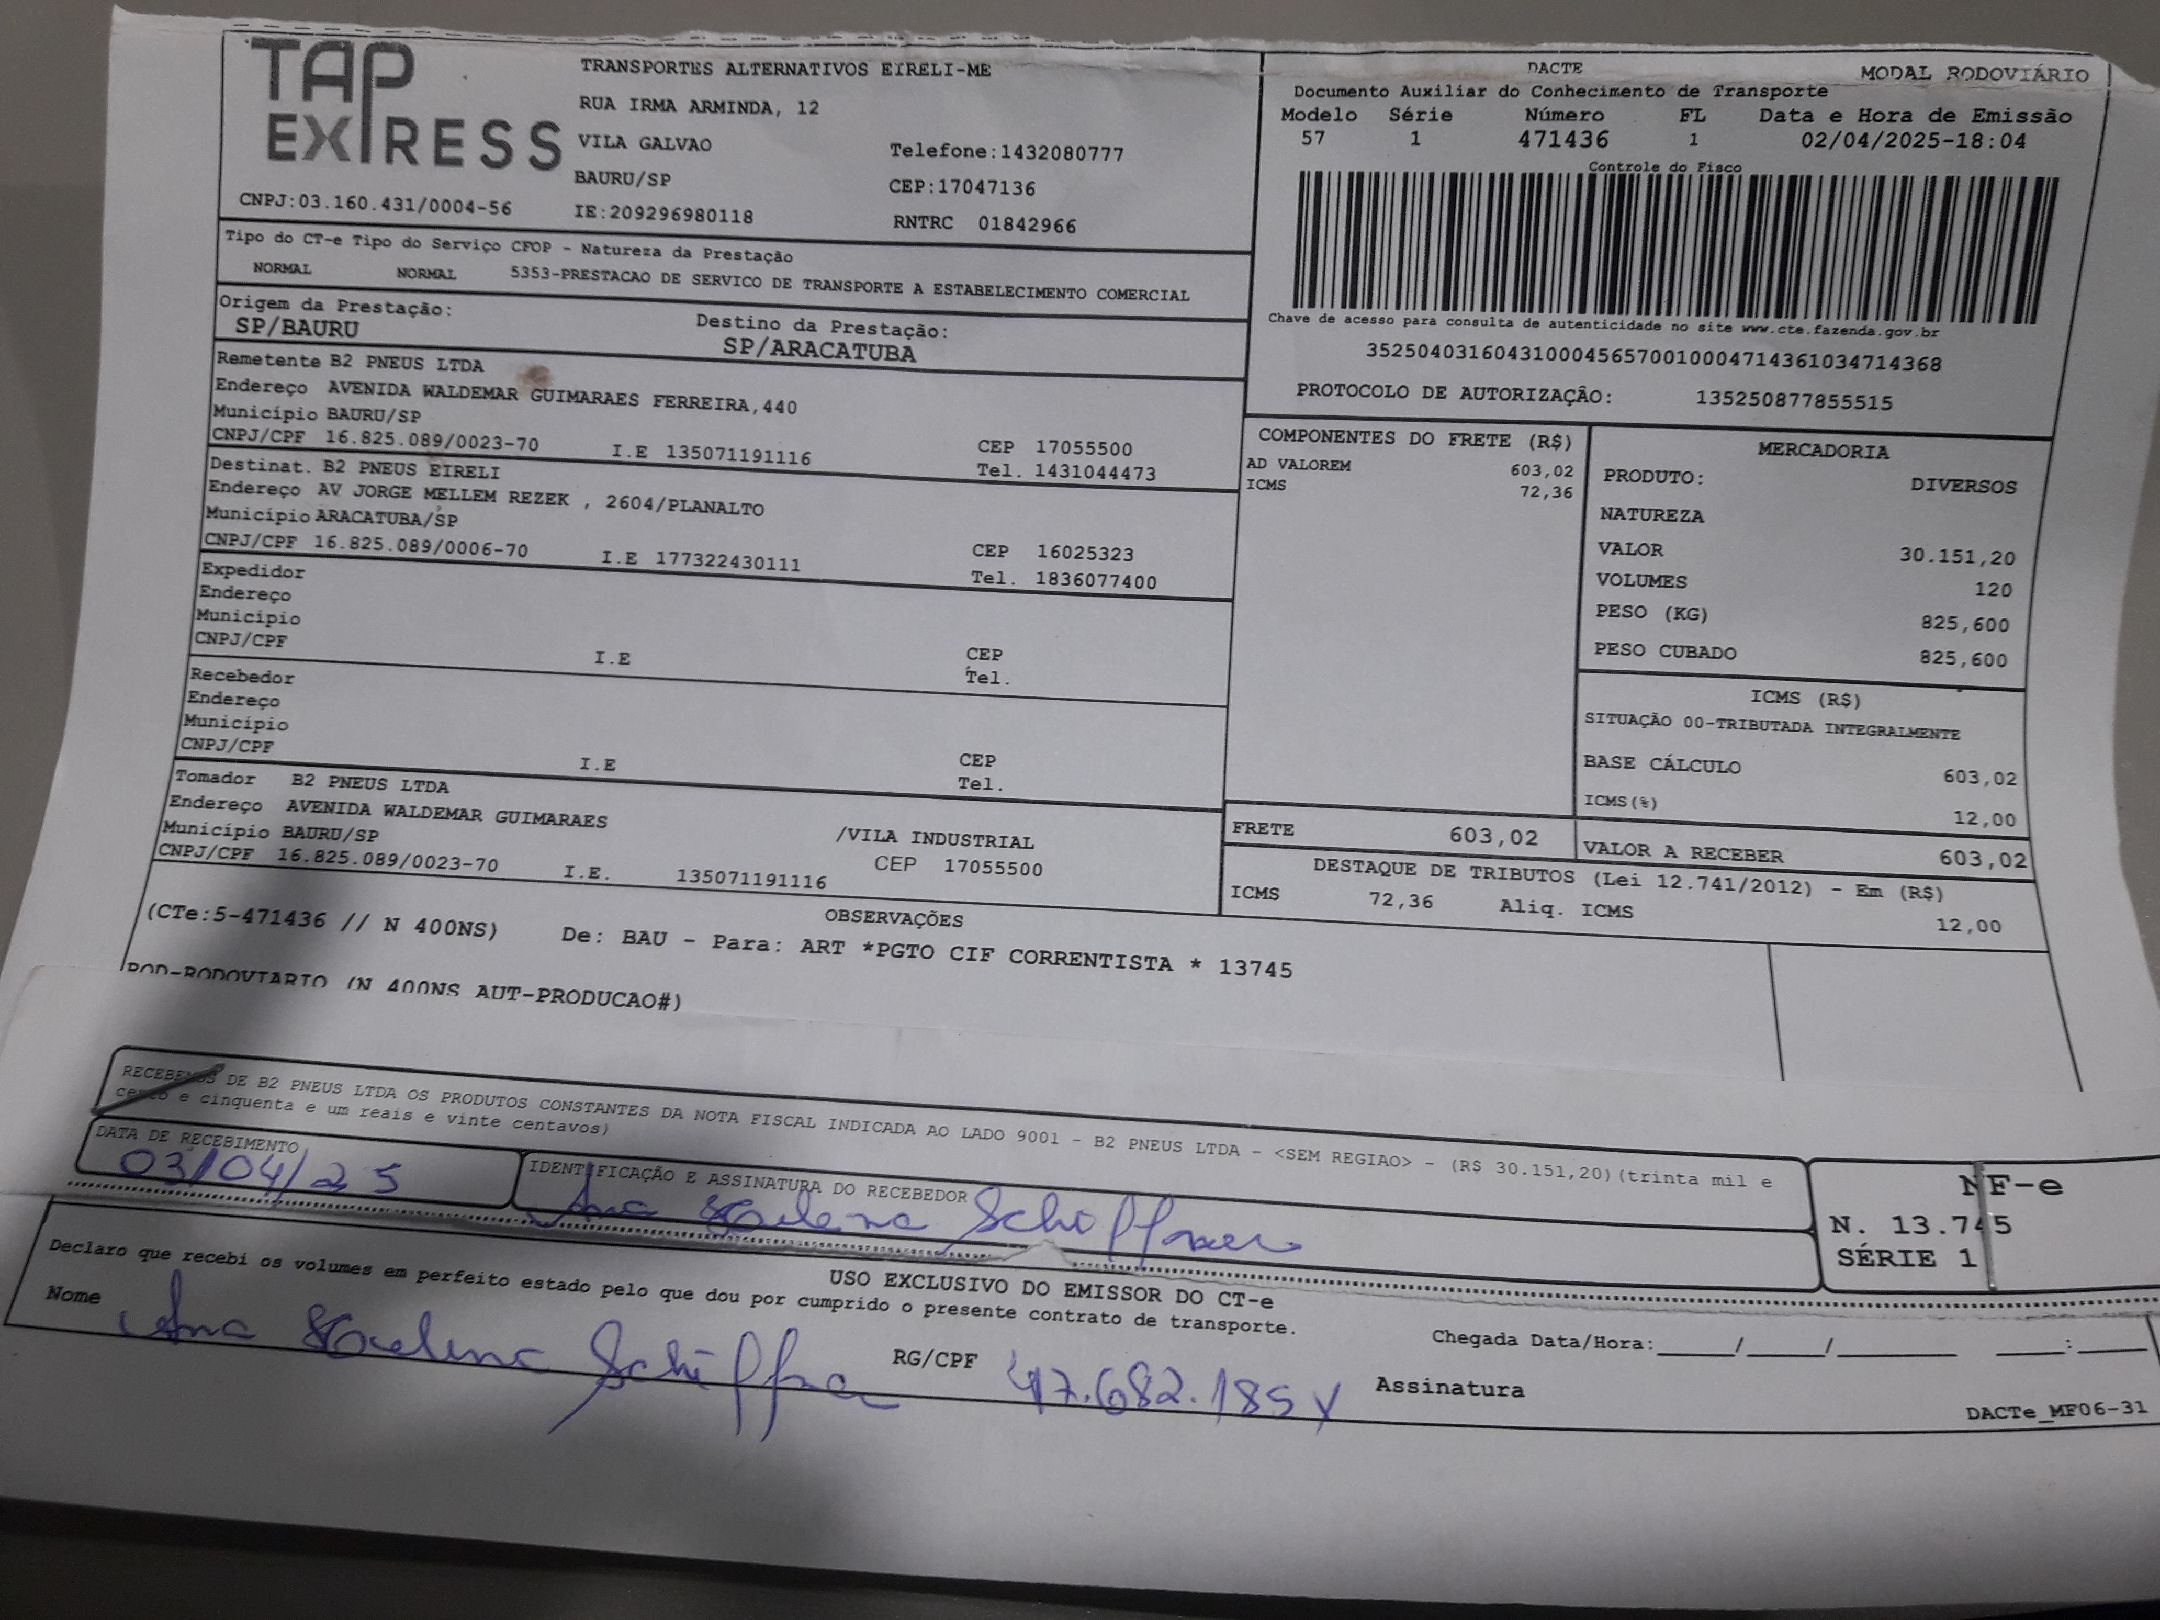 TAP EXPRESS
TRANSPORTES ALTERNATIVOS EIRELI-ME
RUA IRMA ARMINDA, 12
VILA GALVAO Telefone:1432080777
BAURU/SP CEP:17047136
CNPJ:03.160.431/0004-56 IE:209296980118 RNTRC 01842966
DACTE MODAL RODOVIÁRIO
Documento Auxiliar do Conhecimento de Transporte
Modelo Série Número FL Data e Hora de Emissão
57 1 471436 1 02/04/2025-18:04
Controle do Fisco
Chave de acesso para consulta de autenticidade no site www.cte.fazenda.gov.br
35250403160431000456570010004714361034714368
PROTOCOLO DE AUTORIZAÇÂO: 135250877855515
Tipo do CT-e Tipo do Serviço CFOP - Natureza da Prestação
NORMAL NORMAL 5353-PRESTACAO DE SERVICO DE TRANSPORTE A ESTABELECIMENTO COMERCIAL
Origem da Prestação: Destino da Prestação:
SP/BAURU SP/ARACATUBA
Remetente B2 PNEUS LTDA
Endereço AVENIDA WALDEMAR GUIMARAES FERREIRA,440
Município BAURU/SP CEP 17055500
CNPJ/CPF 16.825.089/0023-70 I.E 135071191116 Tel. 1431044473
Destinat. B2 PNEUS EIRELI
Endereço AV JORGE MELLEM REZEK , 2604/PLANALTO
Município ARACATUBA/SP CEP 16025323
CNPJ/CPF 16.825.089/0006-70 I.E 177322430111 Tel. 1836077400
Expedidor
Endereço
Município CEP
CNPJ/CPF I.E Tel.
Recebedor
Endereço
Município CEP
CNPJ/CPF I.E Tel.
Tomador B2 PNEUS LTDA
Endereço AVENIDA WALDEMAR GUIMARAES /VILA INDUSTRIAL
Município BAURU/SP CEP 17055500
CNPJ/CPF 16.825.089/0023-70 I.E. 135071191116
COMPONENTES DO FRETE (R$)
AD VALOREM 603,02
ICMS 72,36
MERCADORIA
PRODUTO: DIVERSOS
NATUREZA
VALOR 30.151,20
VOLUMES 120
PESO (KG) 825,600
PESO CUBADO 825,600
ICMS (R$)
SITUAÇÃO 00-TRIBUTADA INTEGRALMENTE
BASE CÁLCULO 603,02
ICMS(%) 12,00
FRETE 603,02 VALOR A RECEBER 603,02
DESTAQUE DE TRIBUTOS (Lei 12.741/2012) - Em (R$)
ICMS 72,36 Aliq. ICMS 12,00
OBSERVAÇÕES
(CTe:5-471436 // N 400NS) De: BAU - Para: ART *PGTO CIF CORRENTISTA * 13745
ROD-RODOVIARIO (N 400NS AUT-PRODUCAO#)
RECEBEMOS DE B2 PNEUS LTDA OS PRODUTOS CONSTANTES DA NOTA FISCAL INDICADA AO LADO 9001 - B2 PNEUS LTDA - <SEM REGIAO> - (R$ 30.151,20)(trinta mil e
cento e cinquenta e um reais e vinte centavos)
DATA DE RECEBIMENTO IDENTIFICAÇÃO E ASSINATURA DO RECEBEDOR
03/04/25 Ana Schiffner
NF-e
N. 13.745
SÉRIE 1
USO EXCLUSIVO DO EMISSOR DO CT-e
Declaro que recebi os volumes em perfeito estado pelo que dou por cumprido o presente contrato de transporte.
Nome Ana RG/CPF 47.682.185 Assinatura
Chegada Data/Hora:_____/_____/_______ ____:____
DACTe_MF06-31